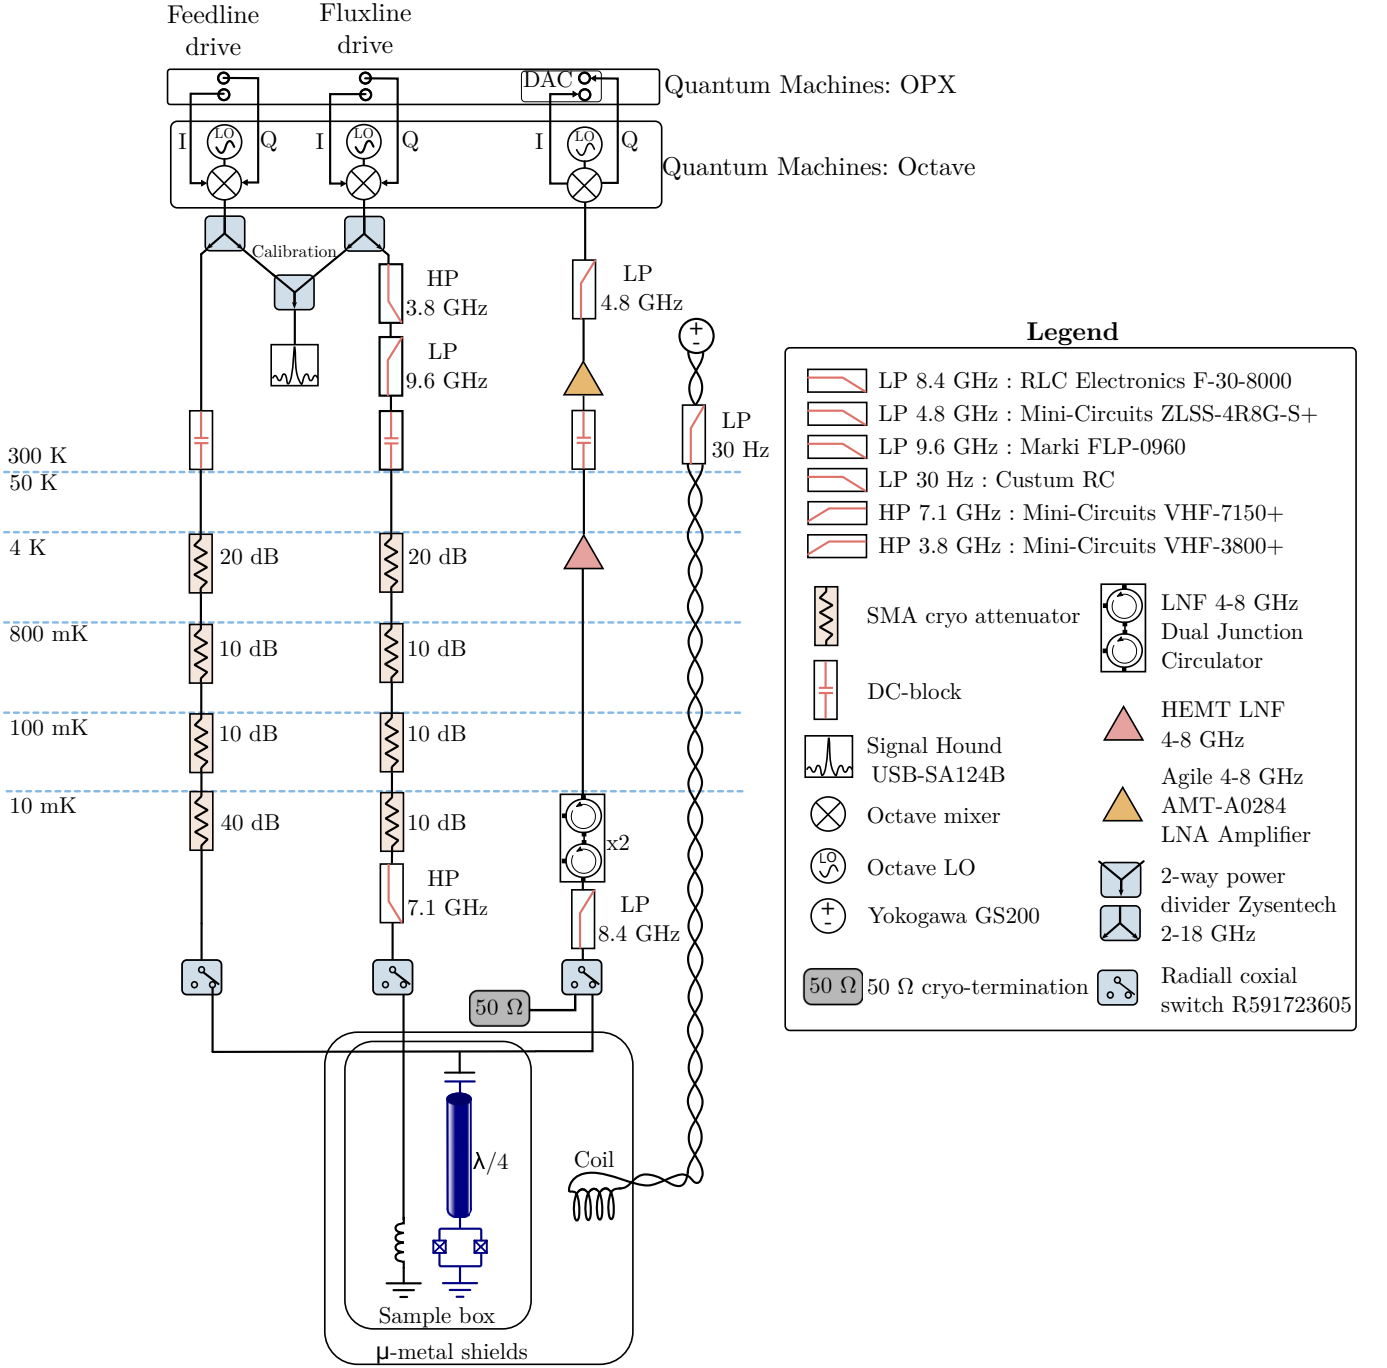 Feedline
drive
Fluxline
drive
DAC
Quantum Machines: OPX
I
LO
Q
I
LO
Q
I
LO
Q
Quantum Machines: Octave
Calibration
HP
3.8 GHz
LP
9.6 GHz
LP
4.8 GHz
+
-
LP
30 Hz
300 K
50 K
4 K
20 dB
20 dB
800 mK
10 dB
10 dB
100 mK
10 dB
10 dB
10 mK
40 dB
10 dB
x2
HP
7.1 GHz
LP
8.4 GHz
50 Ω
λ/4
Coil
Sample box
μ-metal shields
Legend
LP 8.4 GHz : RLC Electronics F-30-8000
LP 4.8 GHz : Mini-Circuits ZLSS-4R8G-S+
LP 9.6 GHz : Marki FLP-0960
LP 30 Hz : Custum RC
HP 7.1 GHz : Mini-Circuits VHF-7150+
HP 3.8 GHz : Mini-Circuits VHF-3800+
SMA cryo attenuator
DC-block
Signal Hound
USB-SA124B
Octave mixer
LO
Octave LO
+
-
Yokogawa GS200
50 Ω
50 Ω cryo-termination
LNF 4-8 GHz
Dual Junction
Circulator
HEMT LNF
4-8 GHz
Agile 4-8 GHz
AMT-A0284
LNA Amplifier
2-way power
divider Zysentech
2-18 GHz
Radiall coxial
switch R591723605